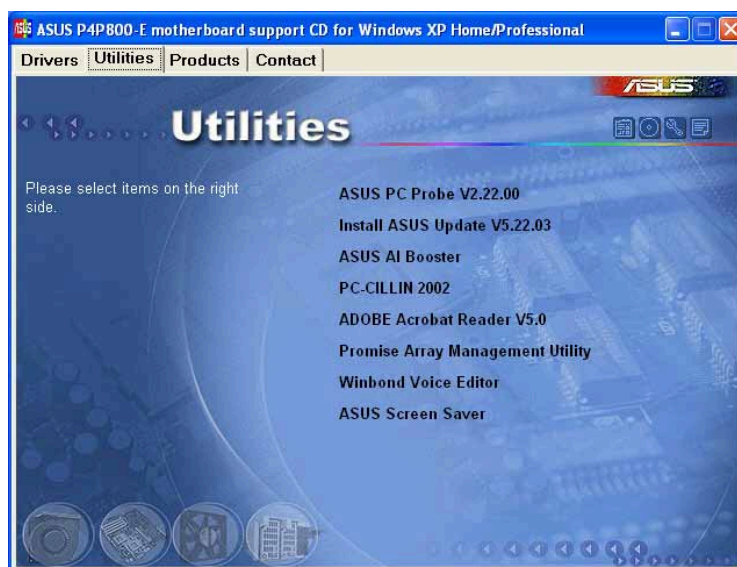 ASUS P4P800-E motherboard support CD for Windows XP Home/Professional
Drivers Utilities Products Contact
ASUS
Utilities
Please select items on the right
side.
ASUS PC Probe V2.22.00
Install ASUS Update V5.22.03
ASUS AI Booster
PC-CILLIN 2002
ADOBE Acrobat Reader V5.0
Promise Array Management Utility
Winbond Voice Editor
ASUS Screen Saver